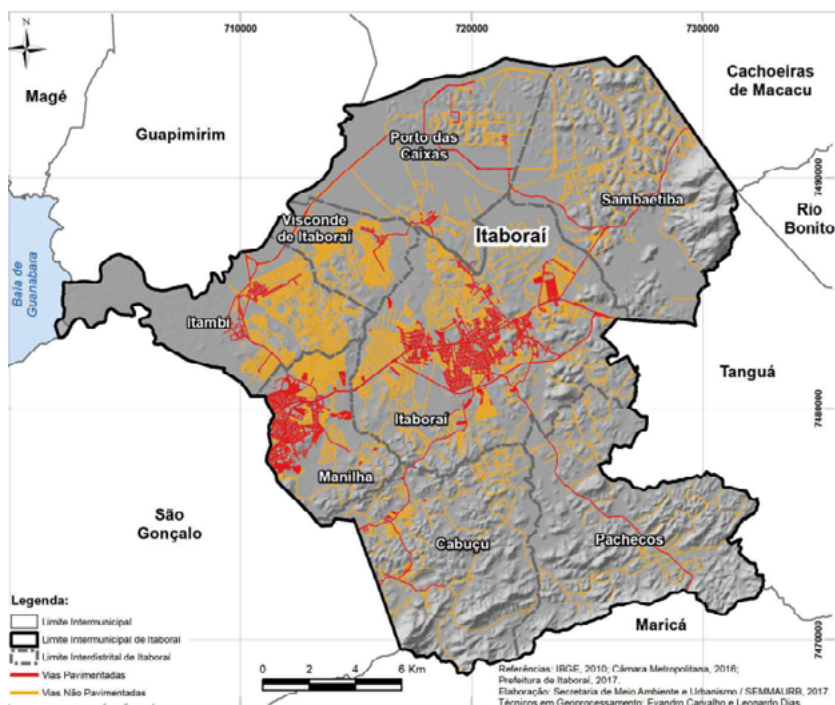 710000
720000
730000
N
Magé
Guapimirim
Cachoeiras
de Macacu
Porto das
Caixas
7490000
7490000
Sambaetiba
Rio
Bonito
Visconde
de Itaboraí
Itaboraí
Baía de
Guanabara
Itambí
Tanguá
7480000
7480000
Itaboraí
Manilha
São
Gonçalo
Cabuçu
Pachecos
Maricá
7470000
7470000
Legenda:
Limite Intermunicipal
Limite Intermunicipal de Itaboraí
Limite Interdistrital de Itaboraí
Vias Pavimentadas
Vias Não Pavimentadas
0 2 4 6 Km
Referências: IBGE, 2010; Câmara Metropolitana, 2016;
Prefeitura de Itaboraí, 2017.
Elaboração: Secretaria de Meio Ambiente e Urbanismo / SEMMAURB, 2017.
Técnicos em Geoprocessamento: Evandro Carvalho e Leonardo Dias.